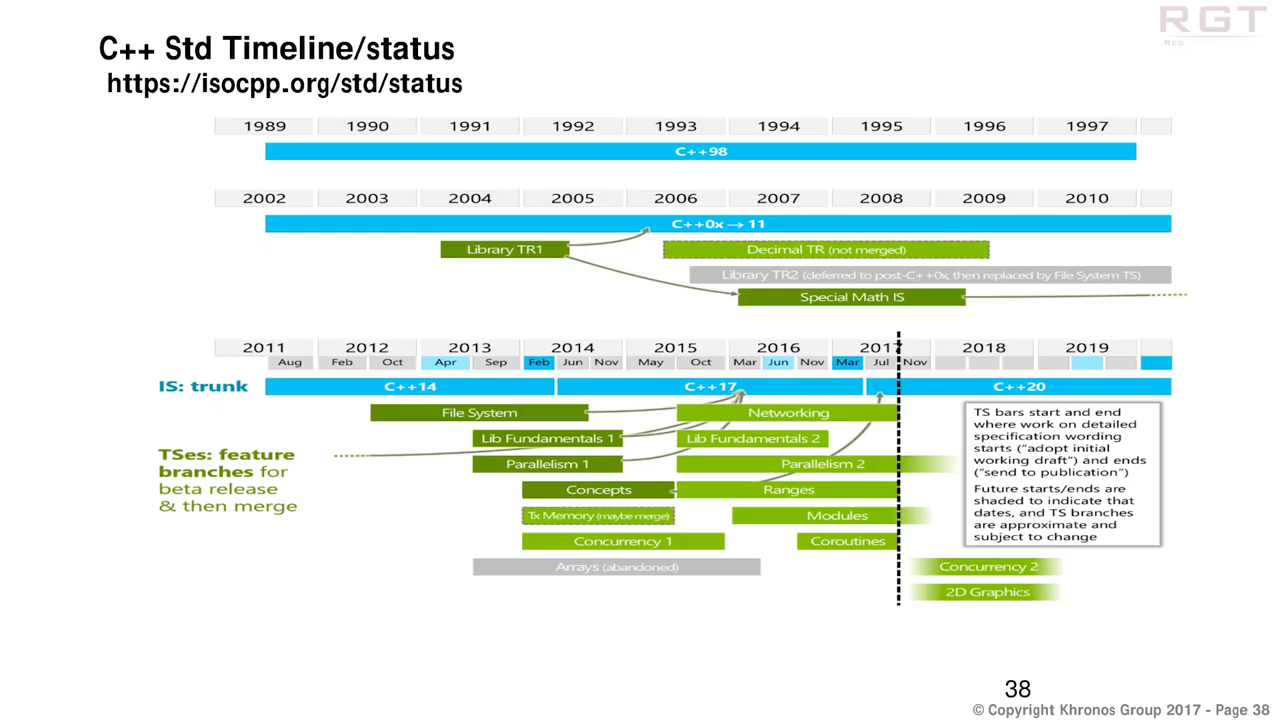 RGT
RED
C++ Std Timeline/status
https://isocpp.org/std/status
1989 1990 1991 1992 1993 1994 1995 1996 1997
C++98
2002 2003 2004 2005 2006 2007 2008 2009 2010
C++0x → 11
Library TR1 Decimal TR (not merged)
Library TR2 (deferred to post-C++0x, then replaced by File System TS)
Special Math IS
2011 2012 2013 2014 2015 2016 2017 2018 2019
Aug Feb Oct Apr Sep Feb Jun Nov May Oct Mar Jun Nov Mar Jul Nov
IS: trunk C++14 C++17 C++20
File System Networking
Lib Fundamentals 1 Lib Fundamentals 2
Parallelism 1 Parallelism 2
Concepts Ranges
Tx Memory (maybe merge) Modules
Concurrency 1 Coroutines
Arrays (abandoned) Concurrency 2
2D Graphics
TSes: feature
branches for
beta release
& then merge
TS bars start and end
where work on detailed
specification wording
starts (“adopt initial
working draft”) and ends
(“send to publication”)
Future starts/ends are
shaded to indicate that
dates, and TS branches
are approximate and
subject to change
38
© Copyright Khronos Group 2017 - Page 38